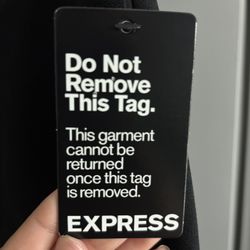 Do Not
Remove
This Tag.
This garment
cannot be
returned
once this tag
is removed.
EXPRESS